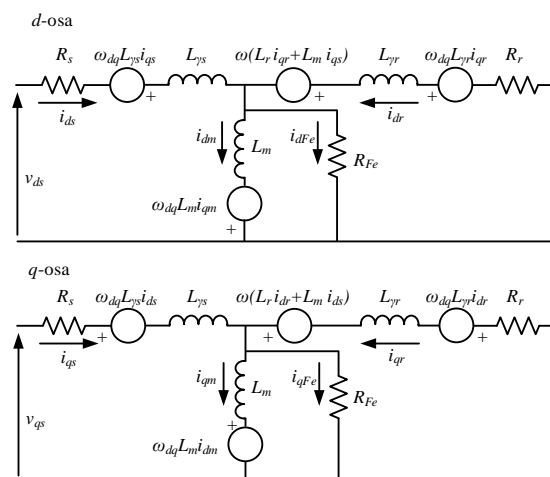 d-osa
R_s ω_dq L_γs i_qs L_γs ω(L_r i_qr+L_m i_qs) L_γr ω_dq L_γr i_qr R_r
+ + +
i_ds i_dr
i_dm L_m i_dFe R_Fe
v_ds
ω_dq L_m i_qm
+
q-osa
R_s ω_dq L_γs i_ds L_γs ω(L_r i_dr+L_m i_ds) L_γr ω_dq L_γr i_dr R_r
+ + +
i_qs i_qr
i_qm L_m i_qFe R_Fe
v_qs
+
ω_dq L_m i_dm